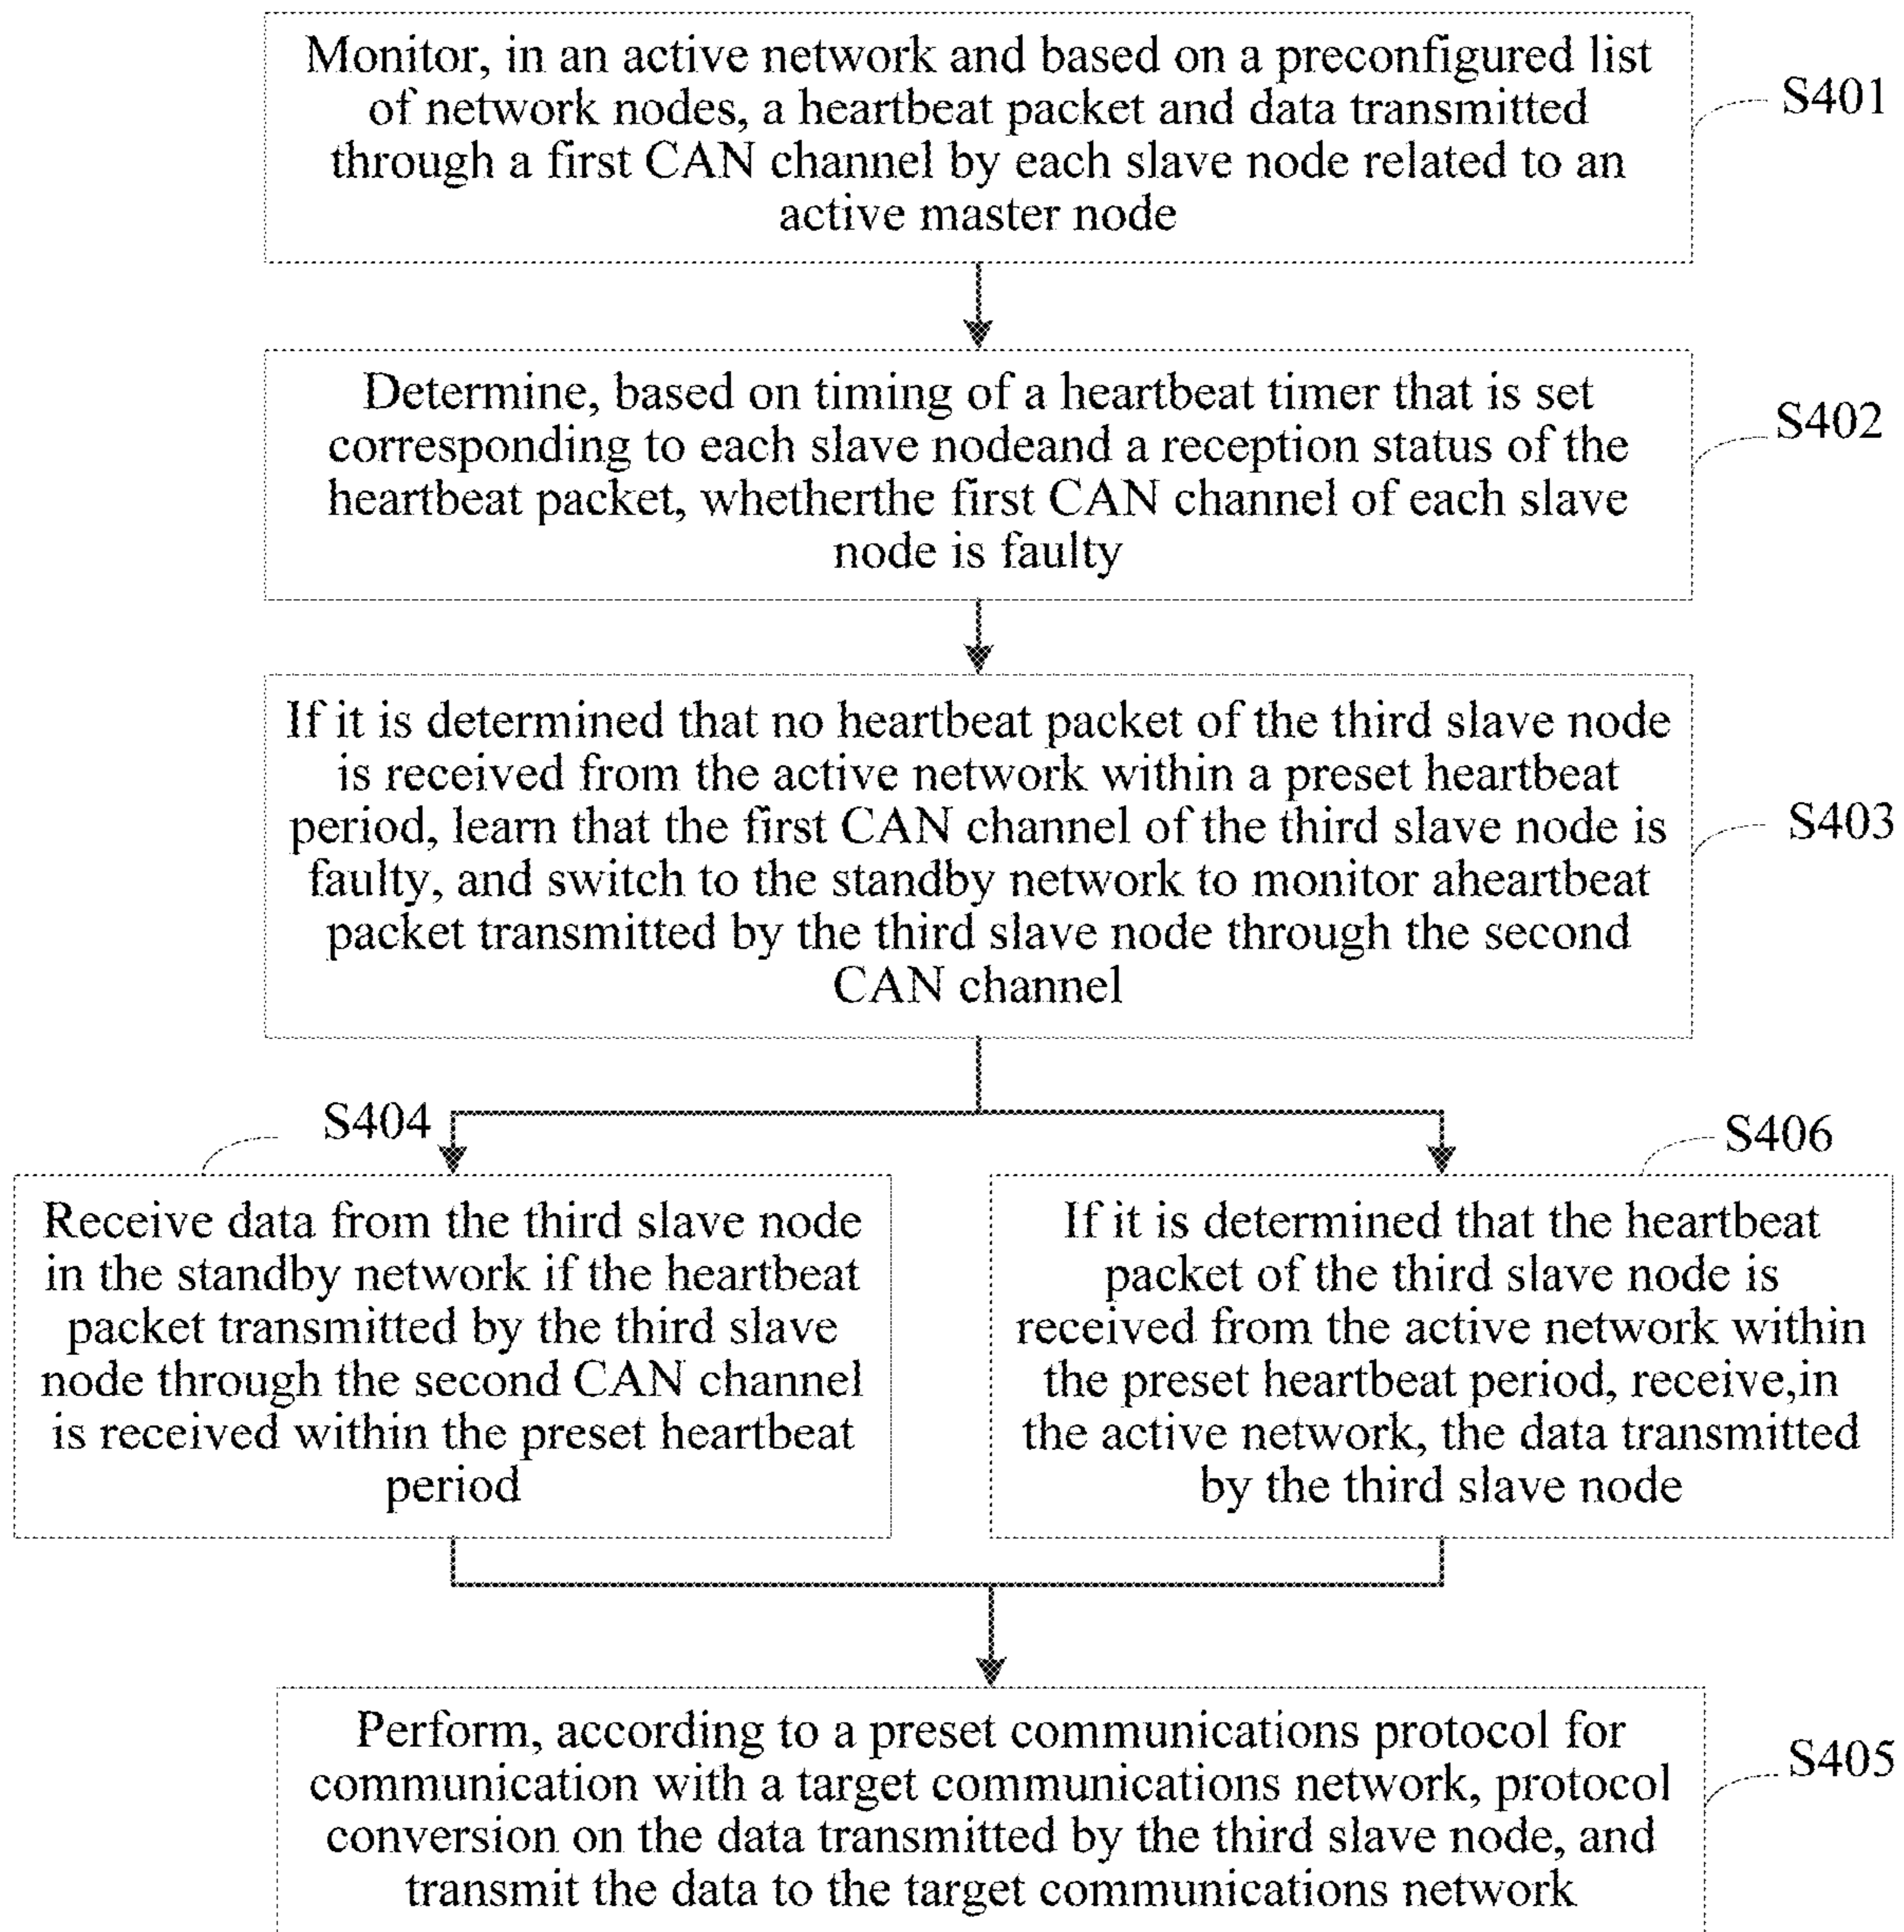 Monitor, in an active network and based on a preconfigured list
of network nodes, a heartbeat packet and data transmitted
through a first CAN channel by each slave node related to an
active master node
S401
Determine, based on timing of a heartbeat timer that is set
corresponding to each slave nodeand a reception status of the
heartbeat packet, whetherthe first CAN channel of each slave
node is faulty
S402
If it is determined that no heartbeat packet of the third slave node
is received from the active network within a preset heartbeat
period, learn that the first CAN channel of the third slave node is
faulty, and switch to the standby network to monitor aheartbeat
packet transmitted by the third slave node through the second
CAN channel
S403
S404
Receive data from the third slave node
in the standby network if the heartbeat
packet transmitted by the third slave
node through the second CAN channel
is received within the preset heartbeat
period
S406
If it is determined that the heartbeat
packet of the third slave node is
received from the active network within
the preset heartbeat period, receive,in
the active network, the data transmitted
by the third slave node
Perform, according to a preset communications protocol for
communication with a target communications network, protocol
conversion on the data transmitted by the third slave node, and
transmit the data to the target communications network
S405